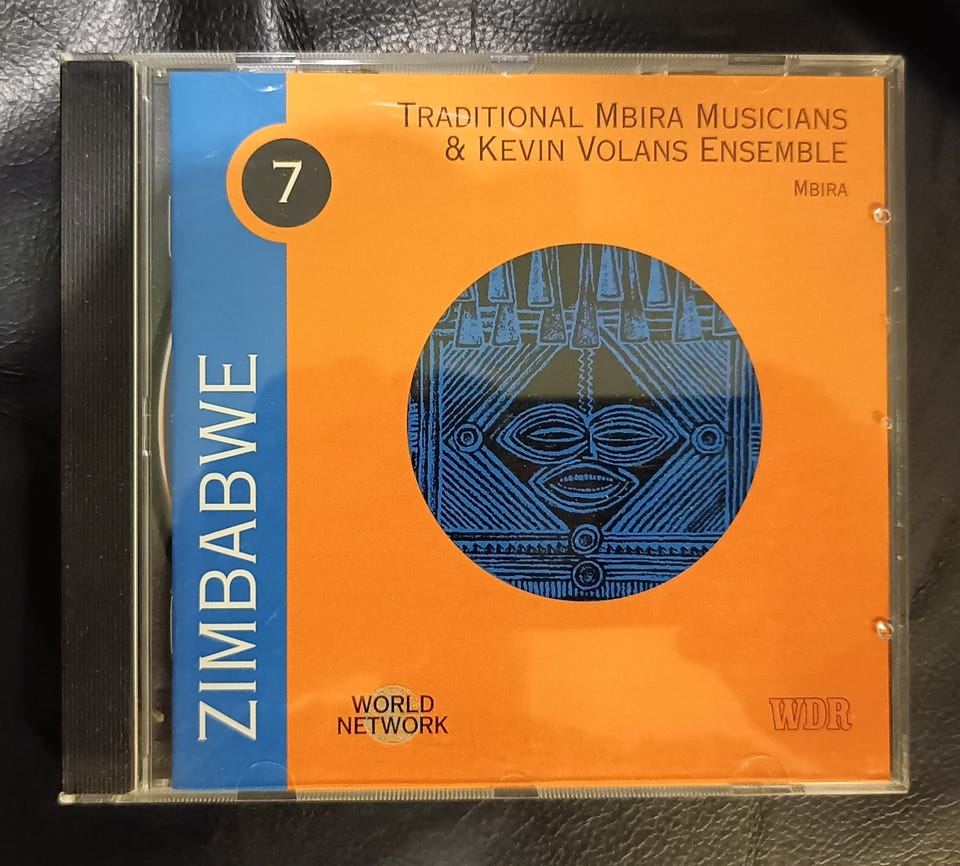 7
TRADITIONAL MBIRA MUSICIANS
& KEVIN VOLANS ENSEMBLE
MBIRA
ZIMBABWE
WORLD
NETWORK
WDR